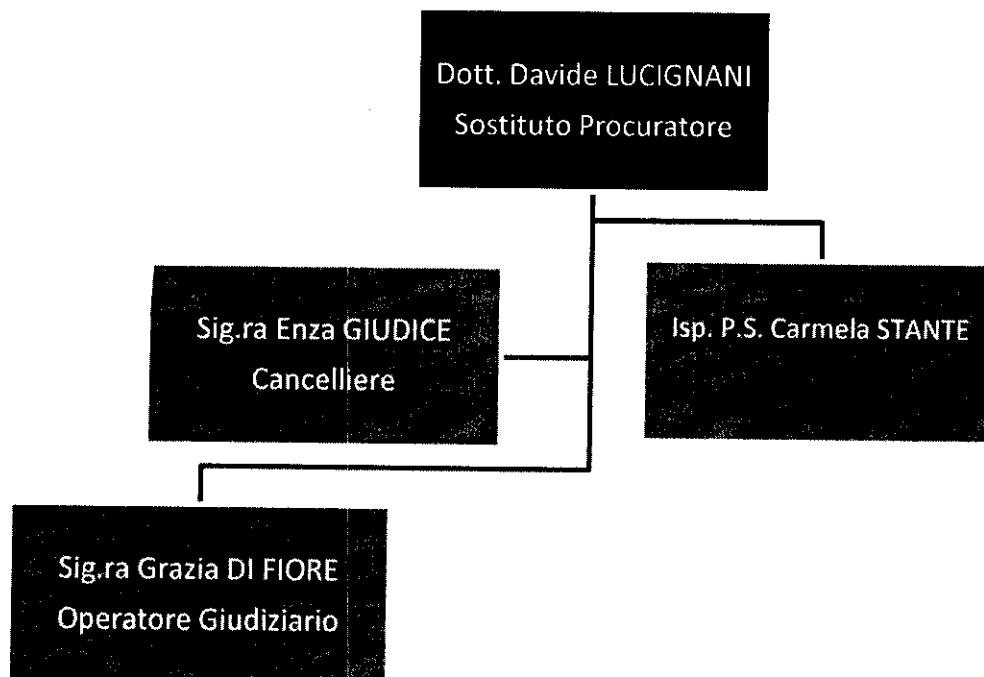 Dott. Davide LUCIGNANI
Sostituto Procuratore
Sig.ra Enza GIUDICE
Cancelliere
Isp. P.S. Carmela STANTE
Sig.ra Grazia DI FIORE
Operatore Giudiziario